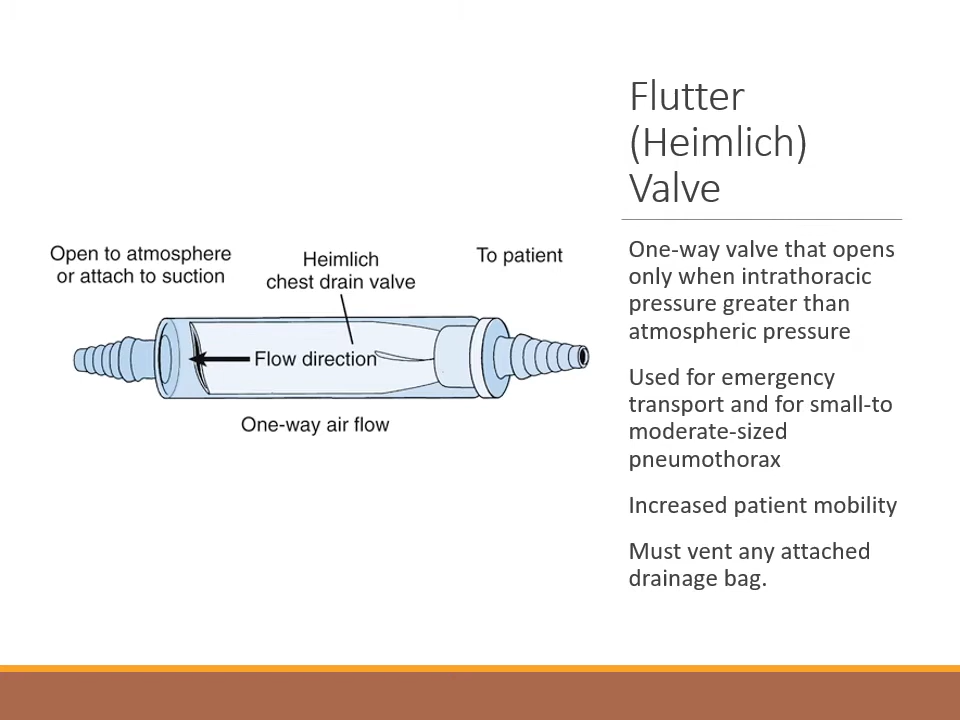 Flutter
(Heimlich)
Valve
Open to atmosphere
or attach to suction
Heimlich
chest drain valve
To patient
Flow direction
One-way air flow
One-way valve that opens
only when intrathoracic
pressure greater than
atmospheric pressure
Used for emergency
transport and for small-to
moderate-sized
pneumothorax
Increased patient mobility
Must vent any attached
drainage bag.